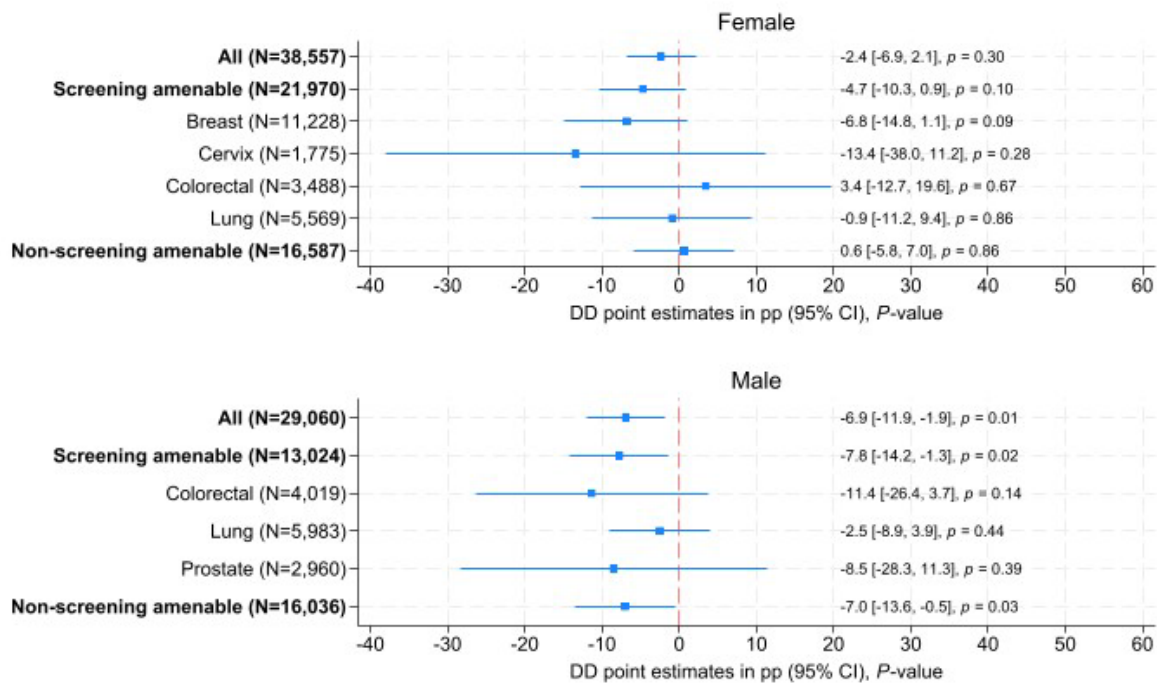 Female
All (N=38,557) -2.4 [-6.9, 2.1], p = 0.30
Screening amenable (N=21,970) -4.7 [-10.3, 0.9], p = 0.10
Breast (N=11,228) -6.8 [-14.8, 1.1], p = 0.09
Cervix (N=1,775) -13.4 [-38.0, 11.2], p = 0.28
Colorectal (N=3,488) 3.4 [-12.7, 19.6], p = 0.67
Lung (N=5,569) -0.9 [-11.2, 9.4], p = 0.86
Non-screening amenable (N=16,587) 0.6 [-5.8, 7.0], p = 0.86
-40 -30 -20 -10 0 10 20 30 40 50 60
DD point estimates in pp (95% CI), P-value
Male
All (N=29,060) -6.9 [-11.9, -1.9], p = 0.01
Screening amenable (N=13,024) -7.8 [-14.2, -1.3], p = 0.02
Colorectal (N=4,019) -11.4 [-26.4, 3.7], p = 0.14
Lung (N=5,983) -2.5 [-8.9, 3.9], p = 0.44
Prostate (N=2,960) -8.5 [-28.3, 11.3], p = 0.39
Non-screening amenable (N=16,036) -7.0 [-13.6, -0.5], p = 0.03
-40 -30 -20 -10 0 10 20 30 40 50 60
DD point estimates in pp (95% CI), P-value